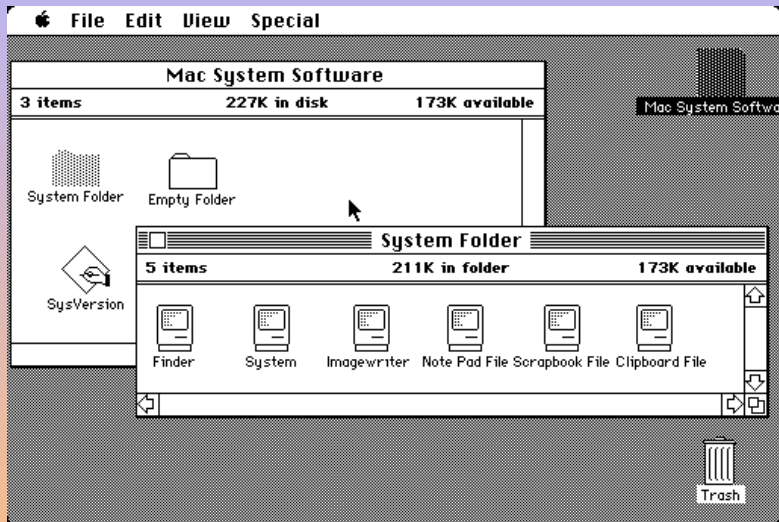 File Edit View Special
Mac System Software
3 items 227K in disk 173K available
Mac System Softwa
System Folder Empty Folder
System Folder
5 items 211K in folder 173K available
SysVersion
Finder System Imagewriter Note Pad File Scrapbook File Clipboard File
Trash